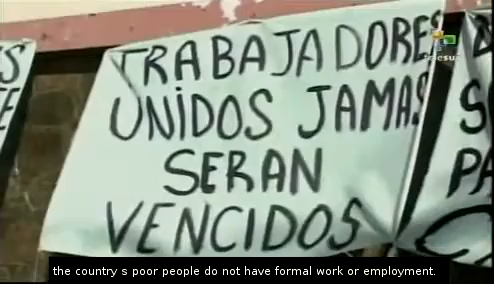 TRABAJADORES
UNIDOS JAMAS
SERAN
VENCIDOS
the country s poor people do not have formal work or employment.